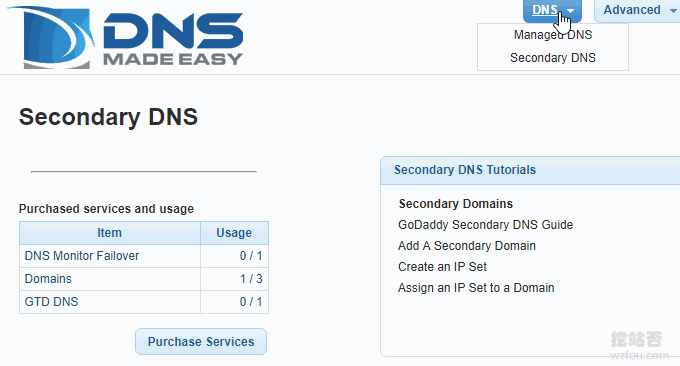 DNS
MADE EASY
DNS
Advanced
Managed DNS
Secondary DNS
Secondary DNS
Purchased services and usage
Item Usage
DNS Monitor Failover 0 / 1
Domains 1 / 3
GTD DNS 0 / 1
Purchase Services
Secondary DNS Tutorials
Secondary Domains
GoDaddy Secondary DNS Guide
Add A Secondary Domain
Create an IP Set
Assign an IP Set to a Domain
挖站否
wzfou.com